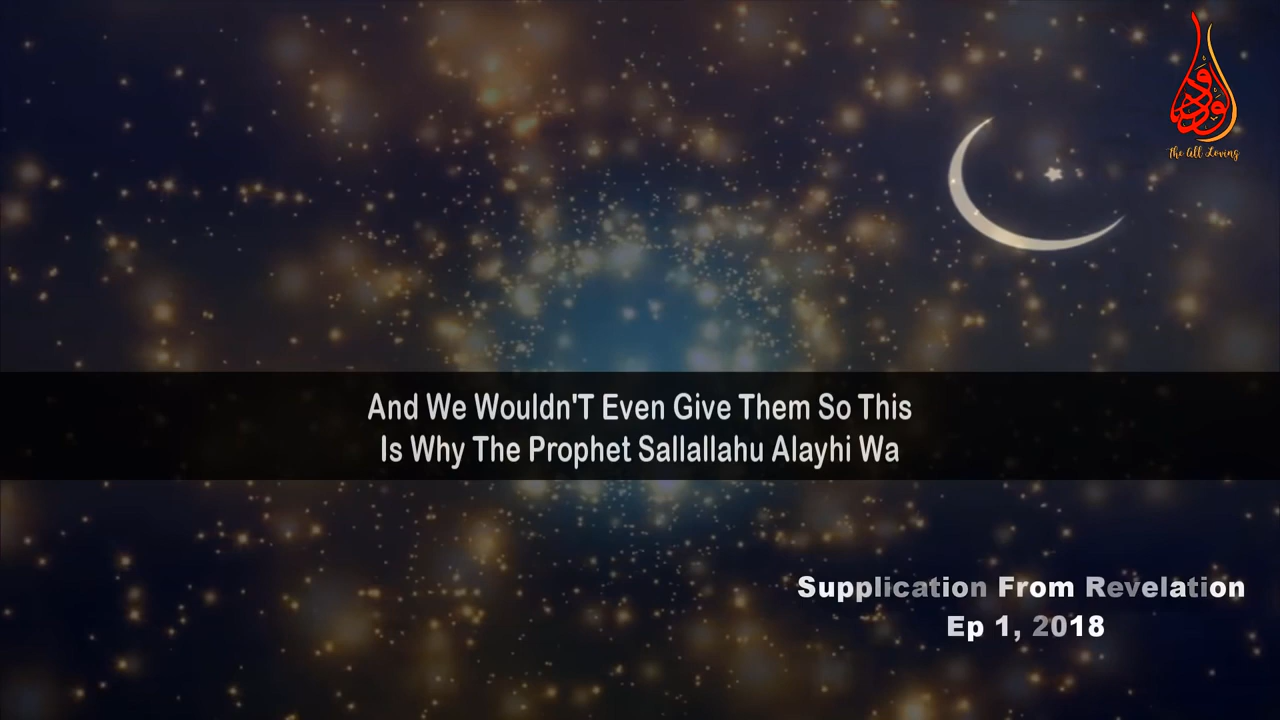 الودود
The All Loving
And We Wouldn'T Even Give Them So This
Is Why The Prophet Sallallahu Alayhi Wa
Supplication From Revelation
Ep 1, 2018